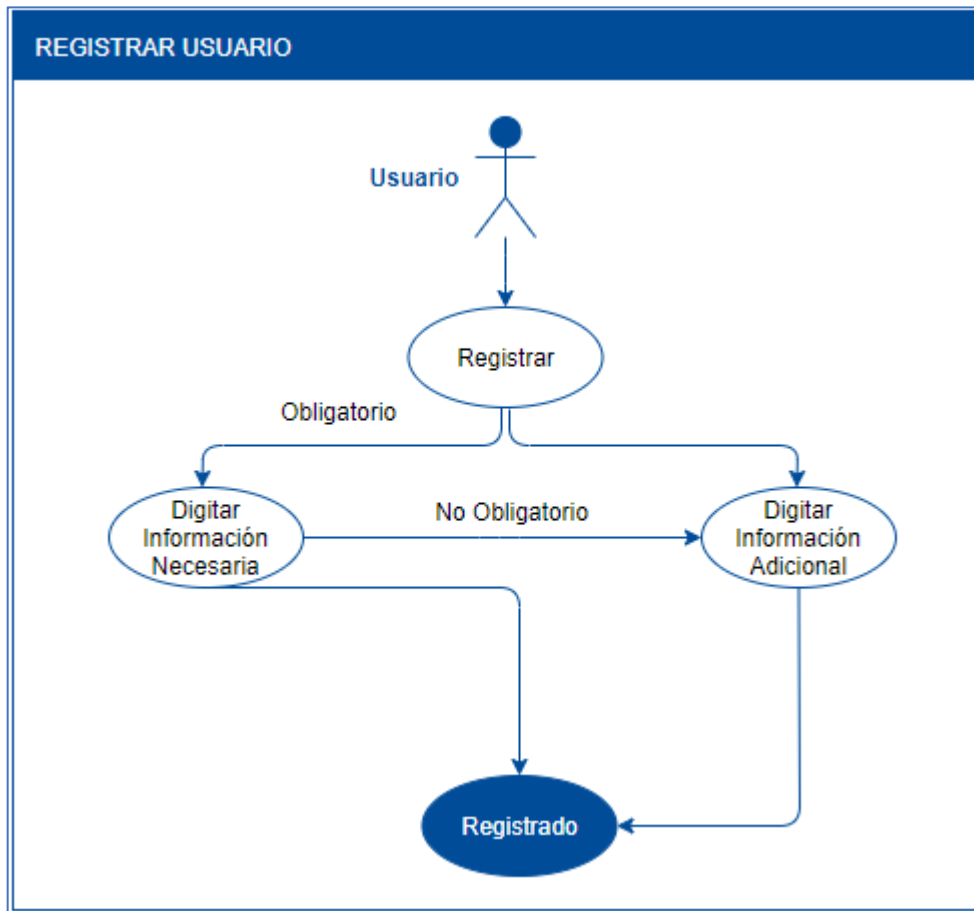 REGISTRAR USUARIO
Usuario
Registrar
Obligatorio
Digitar
Información
Necesaria
No Obligatorio
Digitar
Información
Adicional
Registrado